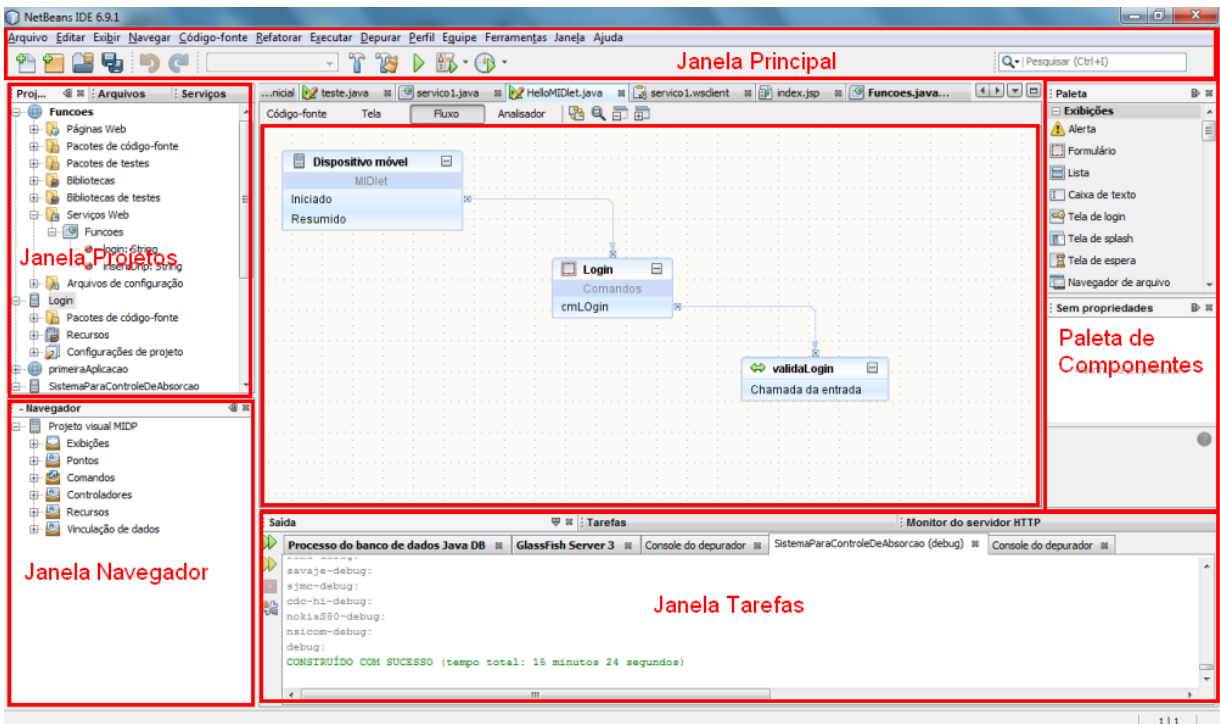 NetBeans IDE 6.9.1
Arquivo Editar Exibir Navegar Código-fonte Refatorar Executar Depurar Perfil Equipe Ferramentas Janela Ajuda
Janela Principal
Pesquisar (Ctrl+I)
Proj... Arquivos Serviços
Funcoes
Páginas Web
Pacotes de código-fonte
Pacotes de testes
Bibliotecas
Bibliotecas de testes
Serviços Web
Funcoes
login: String
Janela Projetos
String
Arquivos de configuração
Login
Pacotes de código-fonte
Recursos
Configurações de projeto
primeiraAplicacao
SistemaParaControleDeAbsorcao
- Navegador
Projeto visual MIDP
Exibições
Pontos
Comandos
Controladores
Recursos
Vinculação de dados
Janela Navegador
...nicial teste.java servico1.java HelloMIDlet.java servico1.wsclient index.jsp Funcoes.java...
Código-fonte Tela Fluxo Analisador
Dispositivo móvel
MIDlet
Iniciado
Resumido
Login
Comandos
cmLOgin
validaLogin
Chamada da entrada
Paleta
Exibições
Alerta
Formulário
Lista
Caixa de texto
Tela de login
Tela de splash
Tela de espera
Navegador de arquivo
Sem propriedades
Paleta de
Componentes
Saída Tarefas Monitor do servidor HTTP
Processo do banco de dados Java DB GlassFish Server 3 Console do depurador SistemaParaControleDeAbsorcao (debug) Console do depurador
savaje-debug:
sjmc-debug:
cdc-hi-debug:
nokiaS80-debug:
nsicom-debug:
debug:
CONSTRUÍDO COM SUCESSO (tempo total: 15 minutos 24 segundos)
Janela Tarefas
1|1